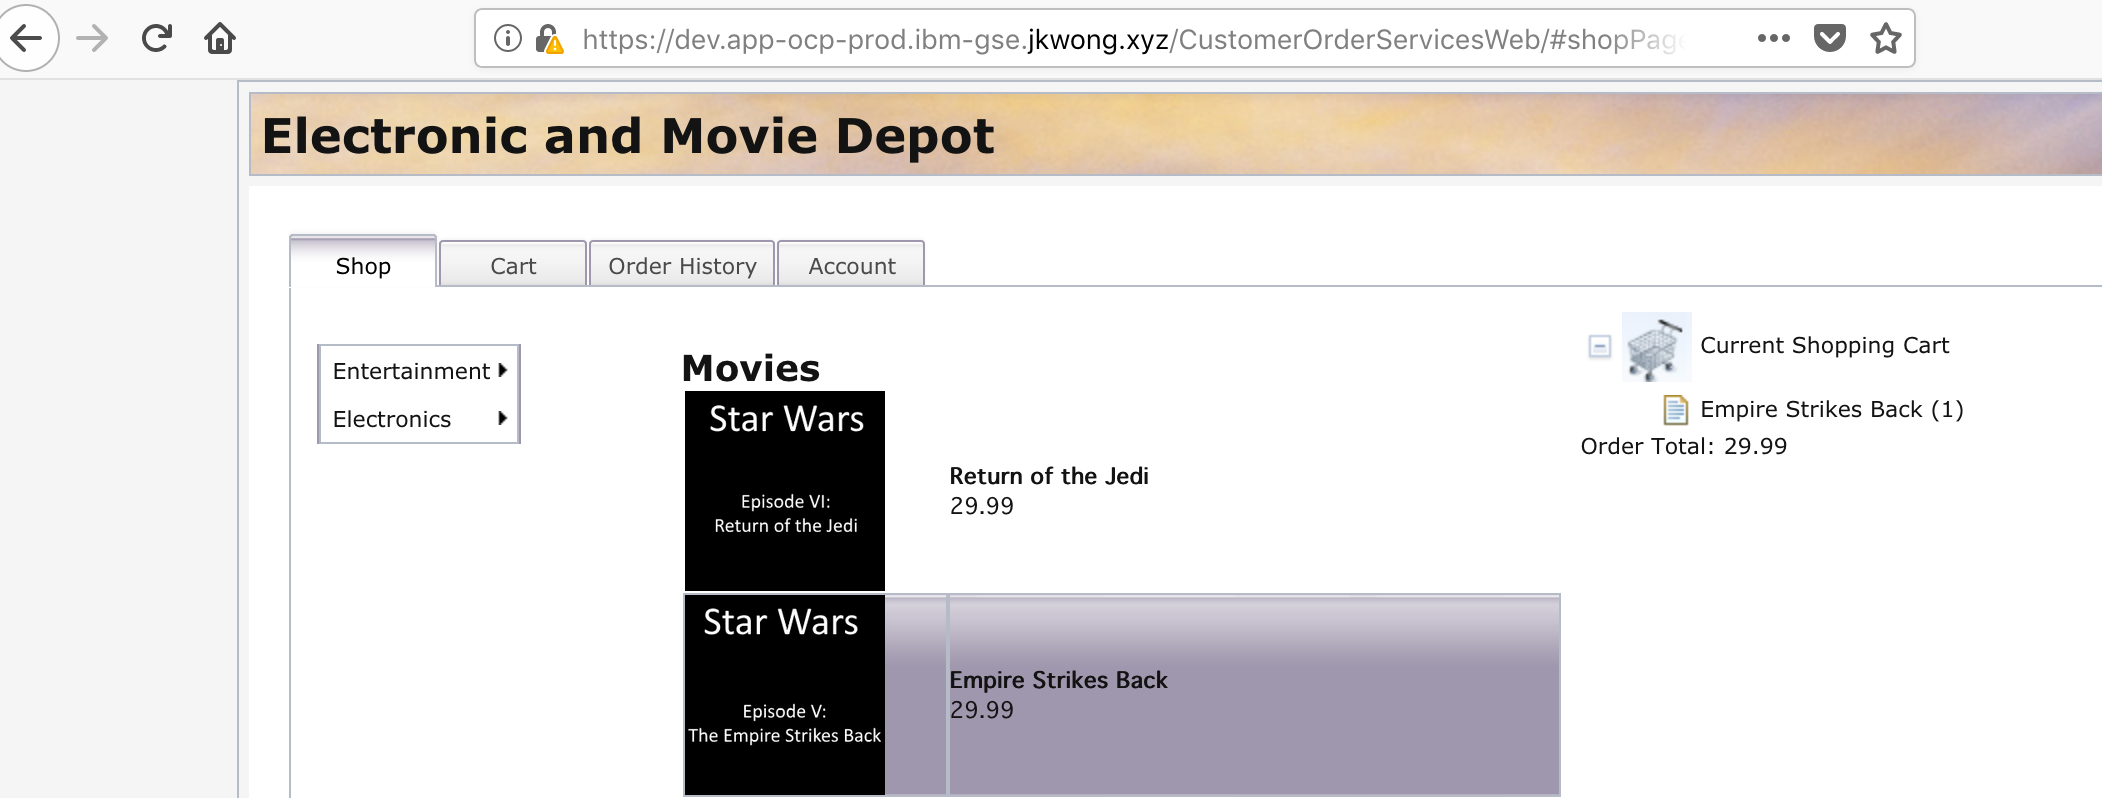 https://dev.app-ocp-prod.ibm-gse.jkwong.xyz/CustomerOrderServicesWeb/#shopPage
Electronic and Movie Depot
Shop
Cart
Order History
Account
Entertainment
Electronics
Movies
Star Wars
Episode VI:
Return of the Jedi
Return of the Jedi
29.99
Star Wars
Episode V:
The Empire Strikes Back
Empire Strikes Back
29.99
Current Shopping Cart
Empire Strikes Back (1)
Order Total: 29.99